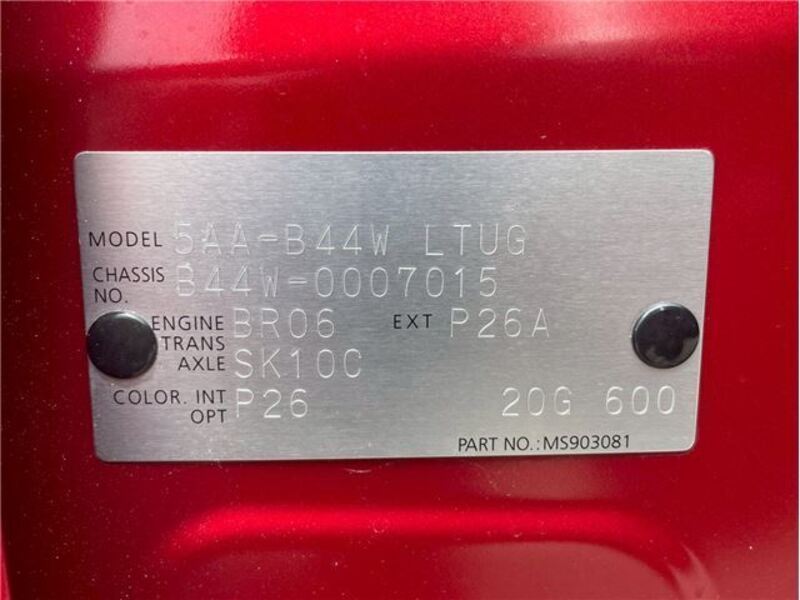 MODEL 5AA-B44W LTUG
CHASSIS NO. B44W-0007015
ENGINE BR06 EXT P26A
TRANS AXLE SK10C
COLOR. INT OPT P26 20G 600
PART NO.:MS903081